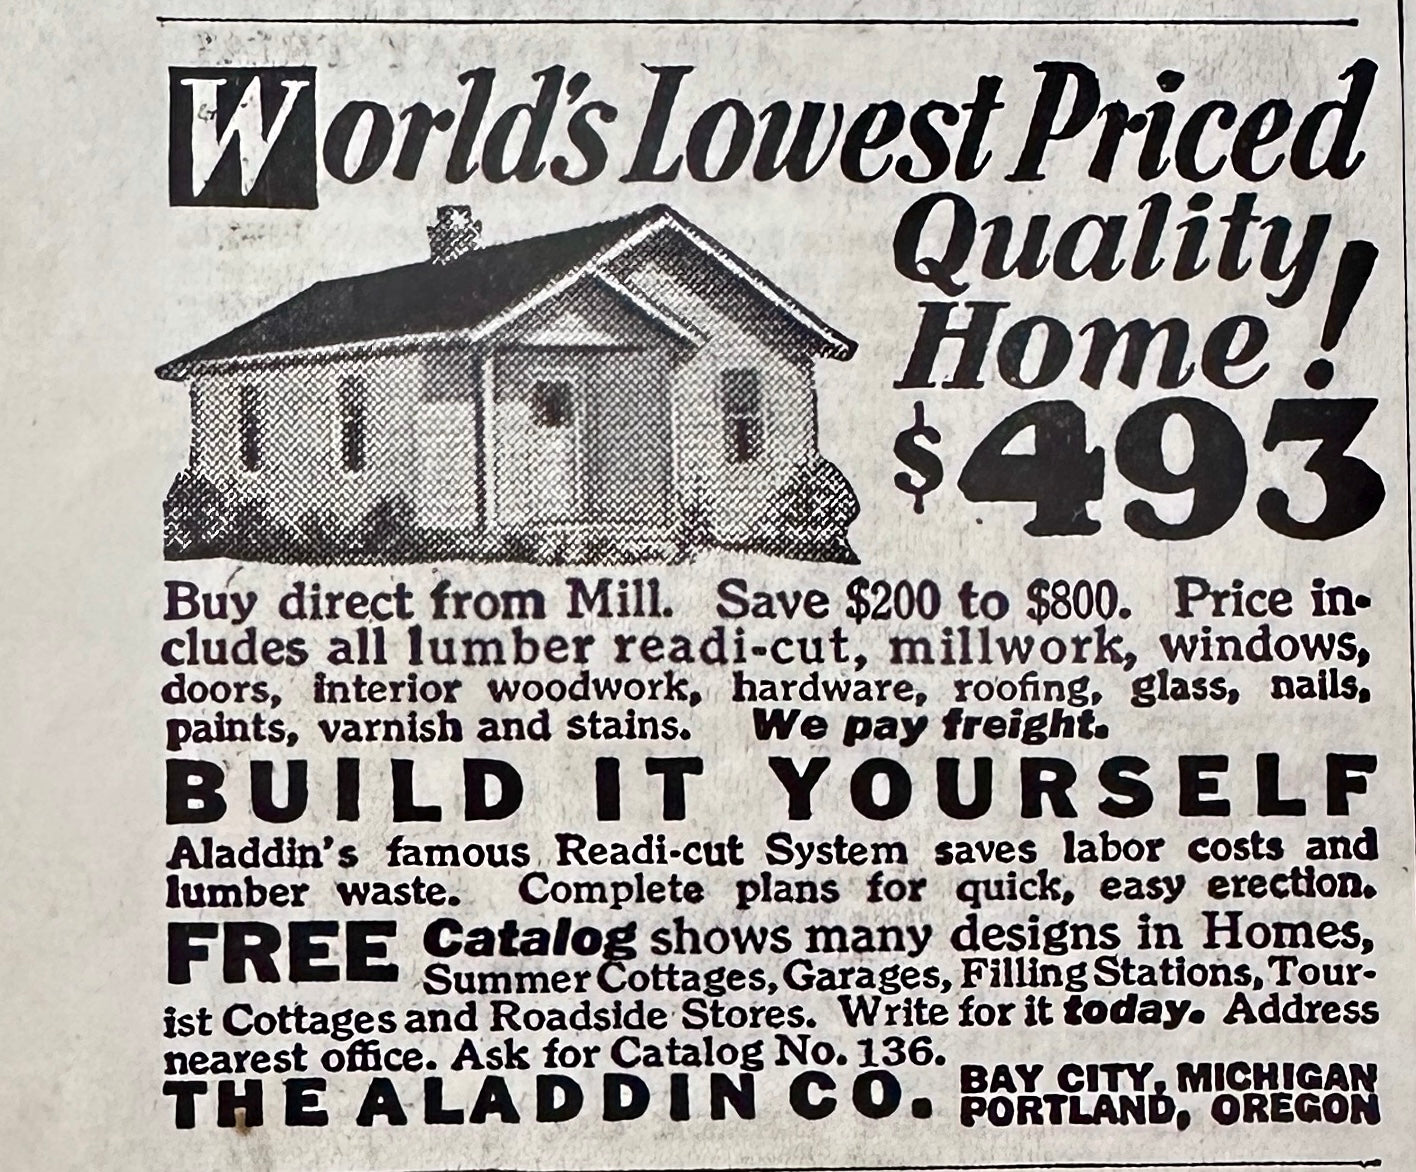 World's Lowest Priced
Quality
Home!
$493
Buy direct from Mill. Save $200 to $800. Price in-
cludes all lumber readi-cut, millwork, windows,
doors, interior woodwork, hardware, roofing, glass, nails,
paints, varnish and stains. We pay freight.
BUILD IT YOURSELF
Aladdin's famous Readi-cut System saves labor costs and
lumber waste. Complete plans for quick, easy erection.
FREE Catalog shows many designs in Homes,
Summer Cottages, Garages, Filling Stations, Tour-
ist Cottages and Roadside Stores. Write for it today. Address
nearest office. Ask for Catalog No. 136.
THE ALADDIN CO. BAY CITY, MICHIGAN
PORTLAND, OREGON